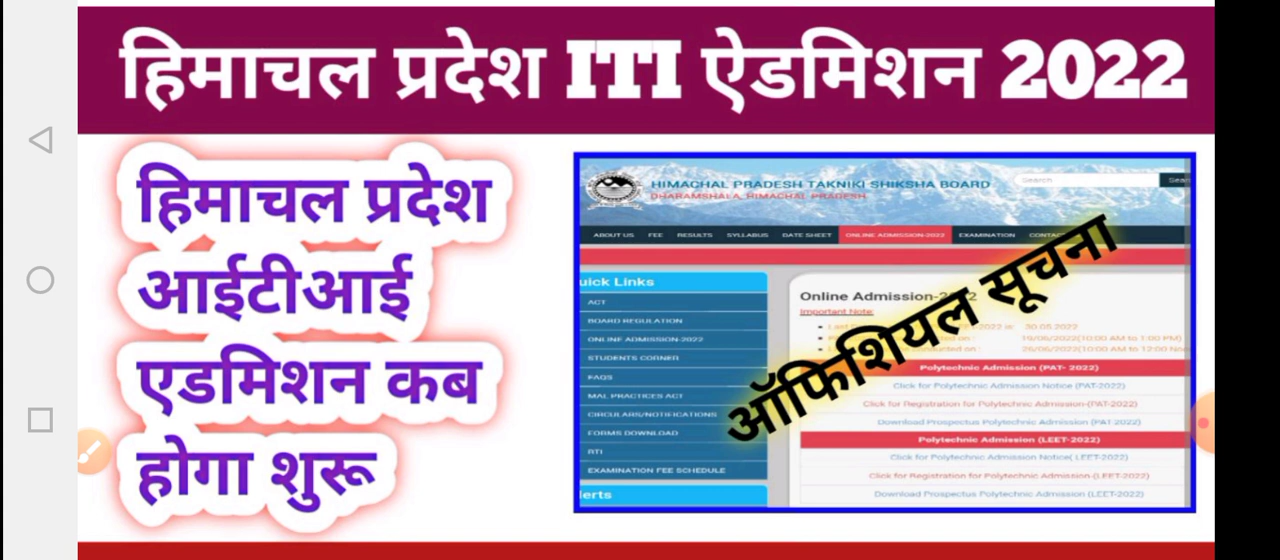 हिमाचल प्रदेश ITI ऐडमिशन 2022
हिमाचल प्रदेश
आईटीआई
एडमिशन कब
होगा शुरू
HIMACHAL PRADESH TAKNIKI SHIKSHA BOARD
DHARAMSHALA, HIMACHAL PRADESH
Search
ABOUT US FEE RESULTS SYLLABUS DATE SHEET ONLINE ADMISSION-2022 EXAMINATION
uick Links
ACT
BOARD REGULATION
ONLINE ADMISSION-2022
STUDENTS CORNER
FAQS
MAL PRACTICES ACT
CIRCULARS/NOTIFICATIONS
FORMS DOWNLOAD
RTI
EXAMINATION FEE SCHEDULE
lerts
Online Admission-2022
Important Note:
30.05.2022
19/06/2022(10:00 AM to 1:00 PM)
26/06/2022(10:00 AM to 12:00
Polytechnic Admission (PAT- 2022)
Click for Polytechnic Admission Notice (PAT-2022)
Click for Registration for Polytechnic Admission-(PAT-2022)
Download Prospectus Polytechnic Admission (PAT-2022)
Polytechnic Admission (LEET-2022)
Click for Polytechnic Admission Notice( LEET-2022)
Click for Registration for Polytechnic Admission-(LEET-2022)
Download Prospectus Polytechnic Admission (LEET-2022)
ऑफिशियल सूचना